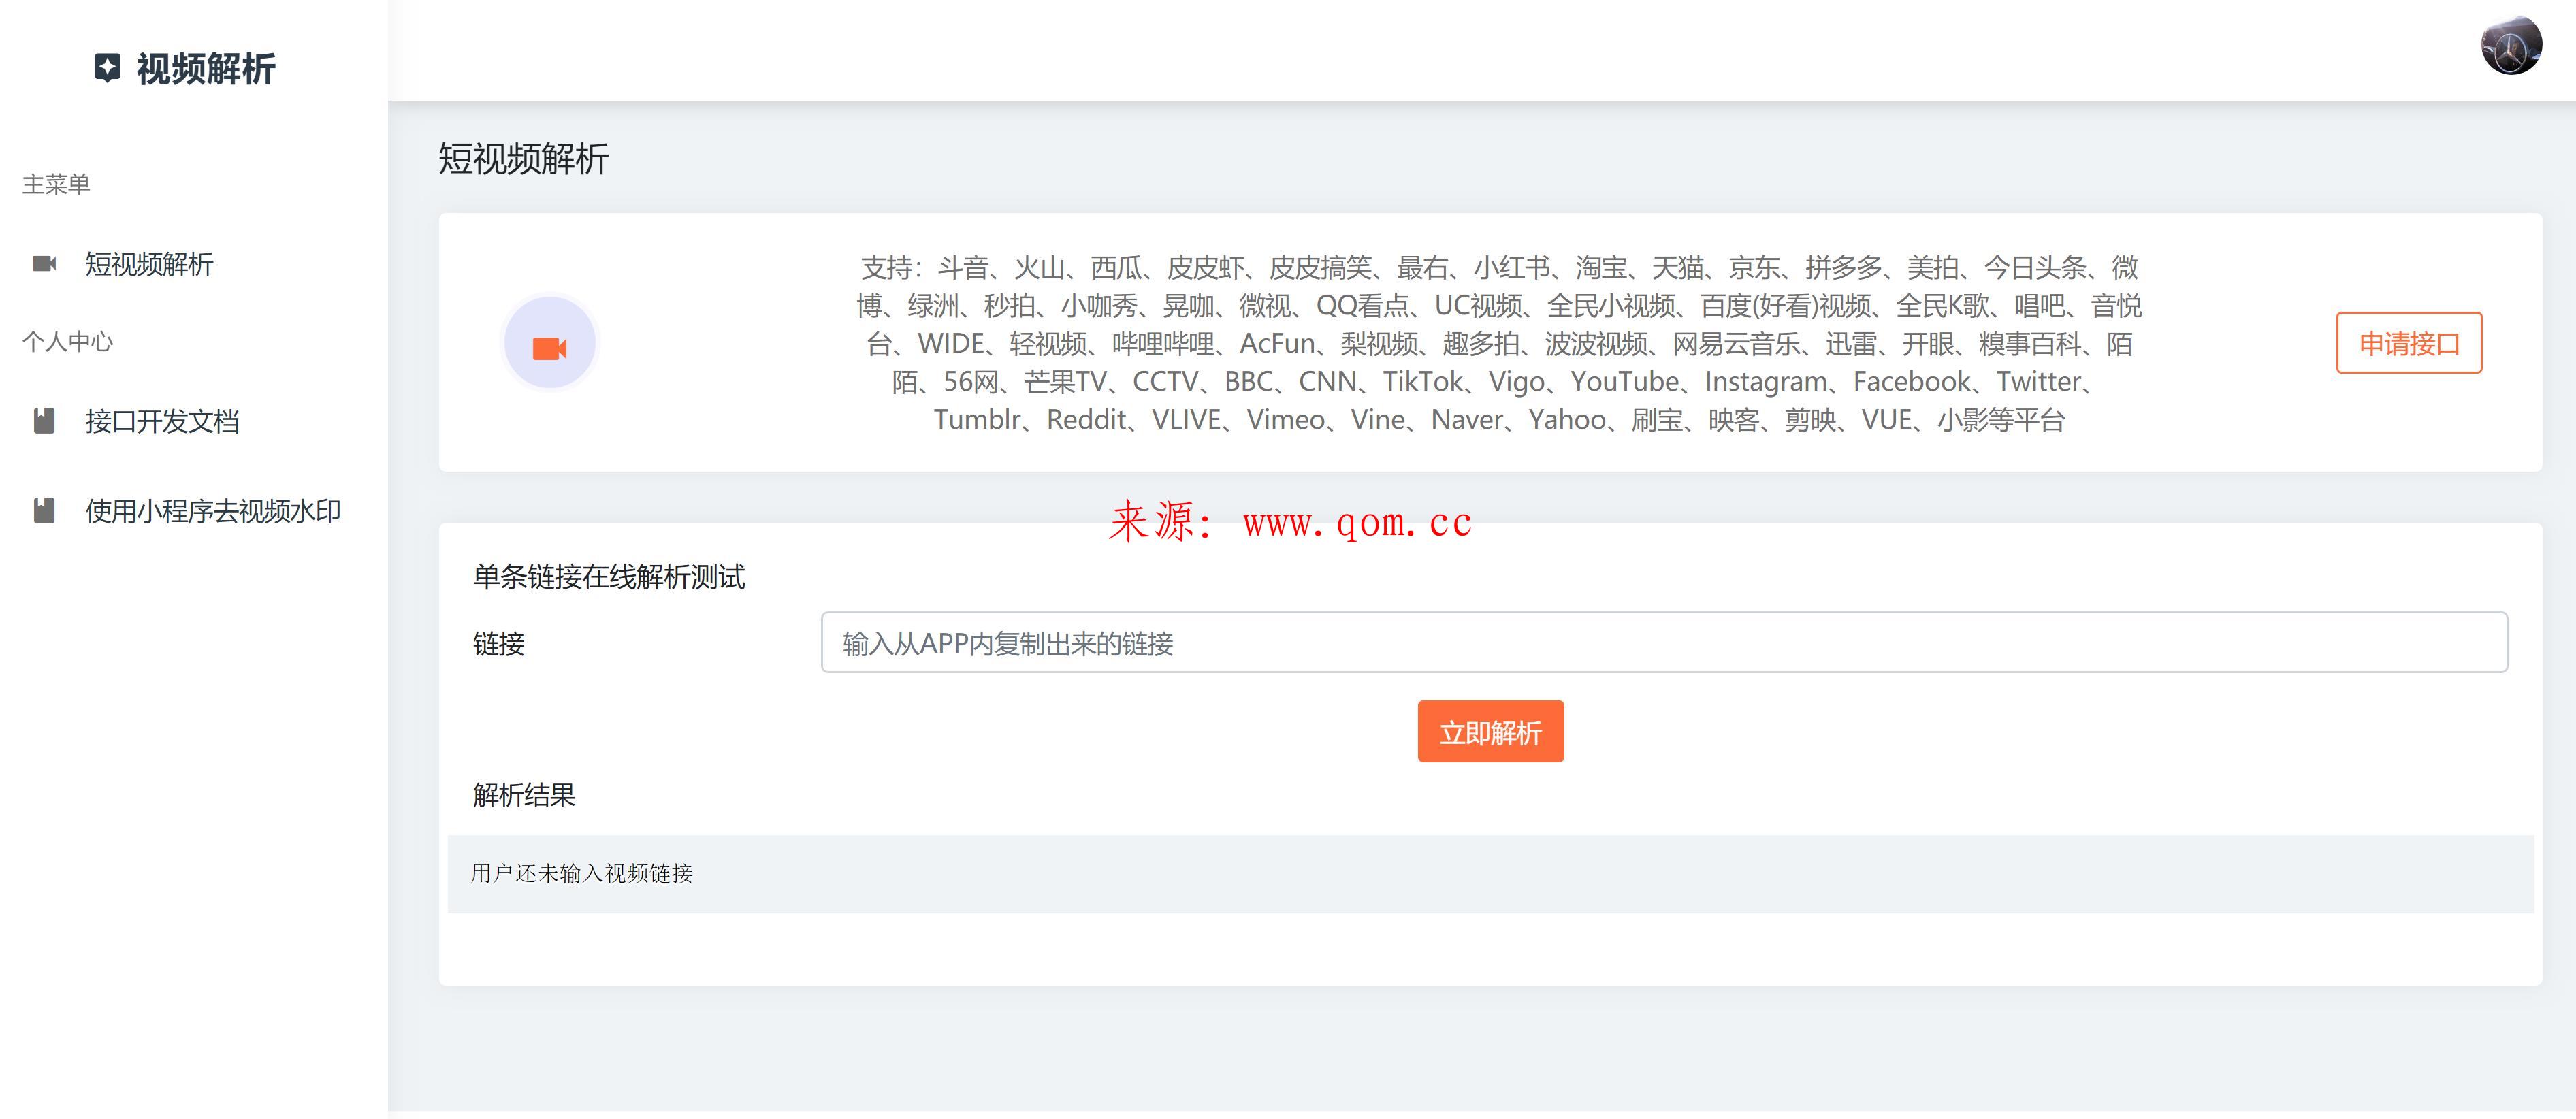 视频解析
主菜单
短视频解析
个人中心
接口开发文档
使用小程序去视频水印
短视频解析
支持：斗音、火山、西瓜、皮皮虾、皮皮搞笑、最右、小红书、淘宝、天猫、京东、拼多多、美拍、今日头条、微
博、绿洲、秒拍、小咖秀、晃咖、微视、QQ看点、UC视频、全民小视频、百度(好看)视频、全民K歌、唱吧、音悦
台、WIDE、轻视频、哔哩哔哩、AcFun、梨视频、趣多拍、波波视频、网易云音乐、迅雷、开眼、糗事百科、陌
陌、56网、芒果TV、CCTV、BBC、CNN、TikTok、Vigo、YouTube、Instagram、Facebook、Twitter、
Tumblr、Reddit、VLIVE、Vimeo、Vine、Naver、Yahoo、刷宝、映客、剪映、VUE、小影等平台
申请接口
来源：www.qom.cc
单条链接在线解析测试
链接
输入从APP内复制出来的链接
立即解析
解析结果
用户还未输入视频链接